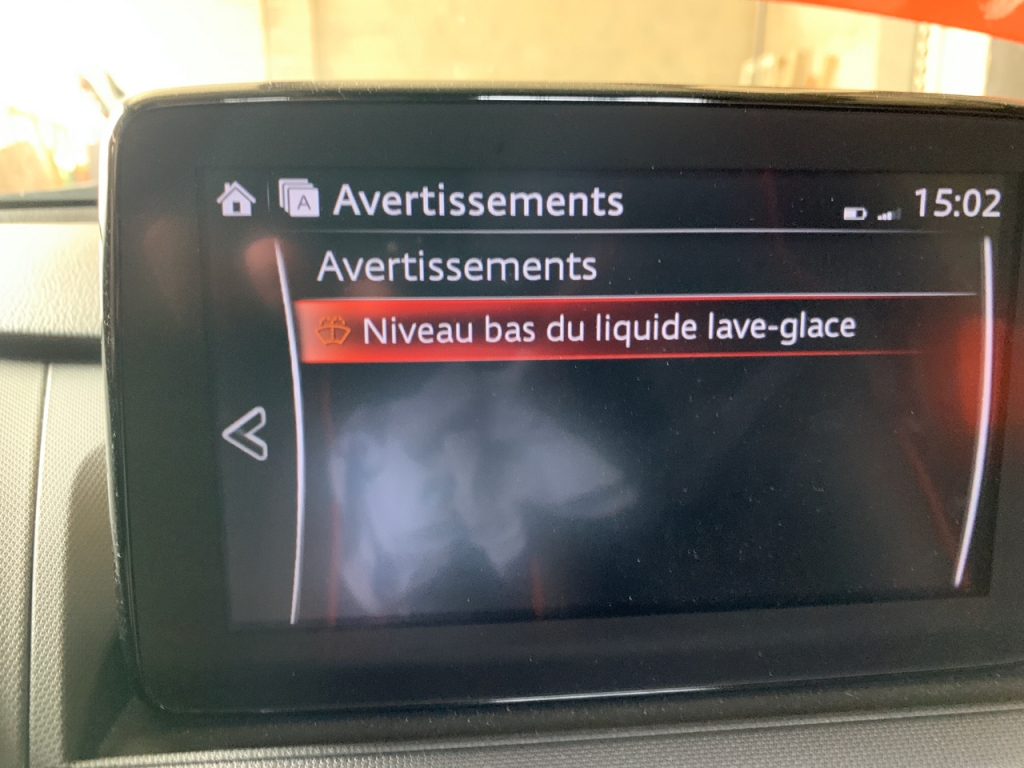 A Avertissements 15:02
Avertissements
Niveau bas du liquide lave-glace